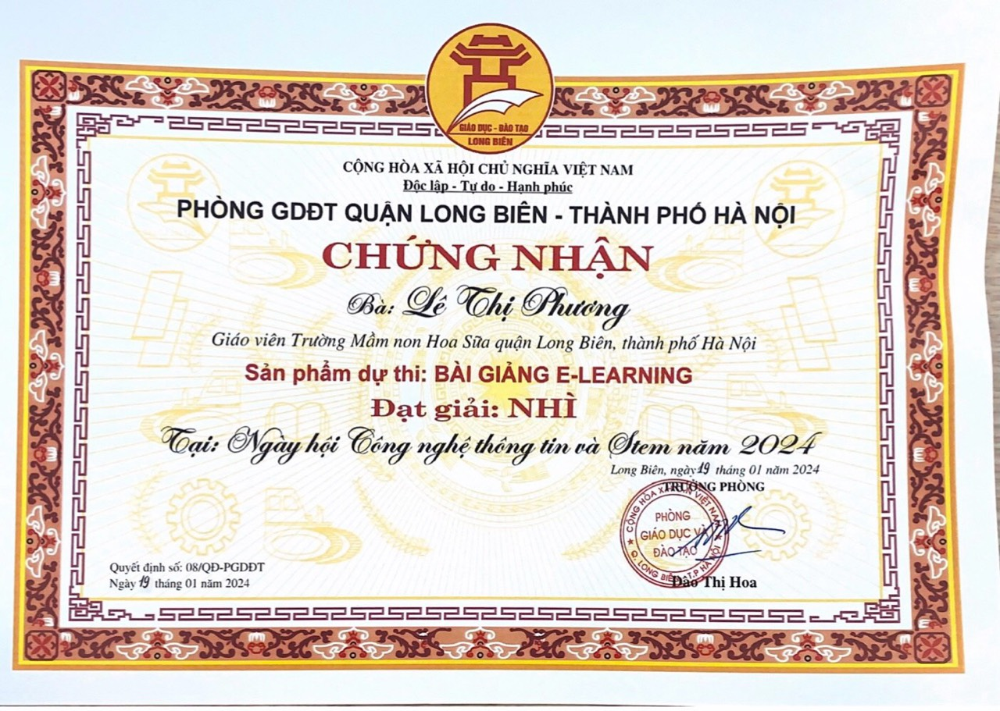 GIÁO DỤC - ĐÀO TẠO
LONG BIÊN
CỘNG HÒA XÃ HỘI CHỦ NGHĨA VIỆT NAM
Độc lập - Tự do - Hạnh phúc
PHÒNG GDĐT QUẬN LONG BIÊN - THÀNH PHỐ HÀ NỘI
CHỨNG NHẬN
Bà: Lê Thị Phương
Giáo viên Trường Mầm non Hoa Sữa quận Long Biên, thành phố Hà Nội
Sản phẩm dự thi: BÀI GIẢNG E-LEARNING
Đạt giải: NHÌ
Tại: Ngày hội Công nghệ thông tin và Stem năm 2024
Long Biên, ngày 19 tháng 01 năm 2024
TRƯỞNG PHÒNG
CỘNG HÒA X.H.C.N VIỆT NAM
PHÒNG
GIÁO DỤC VÀ
ĐÀO TẠO
Q. LONG BIÊN - T.P HÀ NỘI
Đào Thị Hoa
Quyết định số: 08/QĐ-PGDĐT
Ngày 19 tháng 01 năm 2024